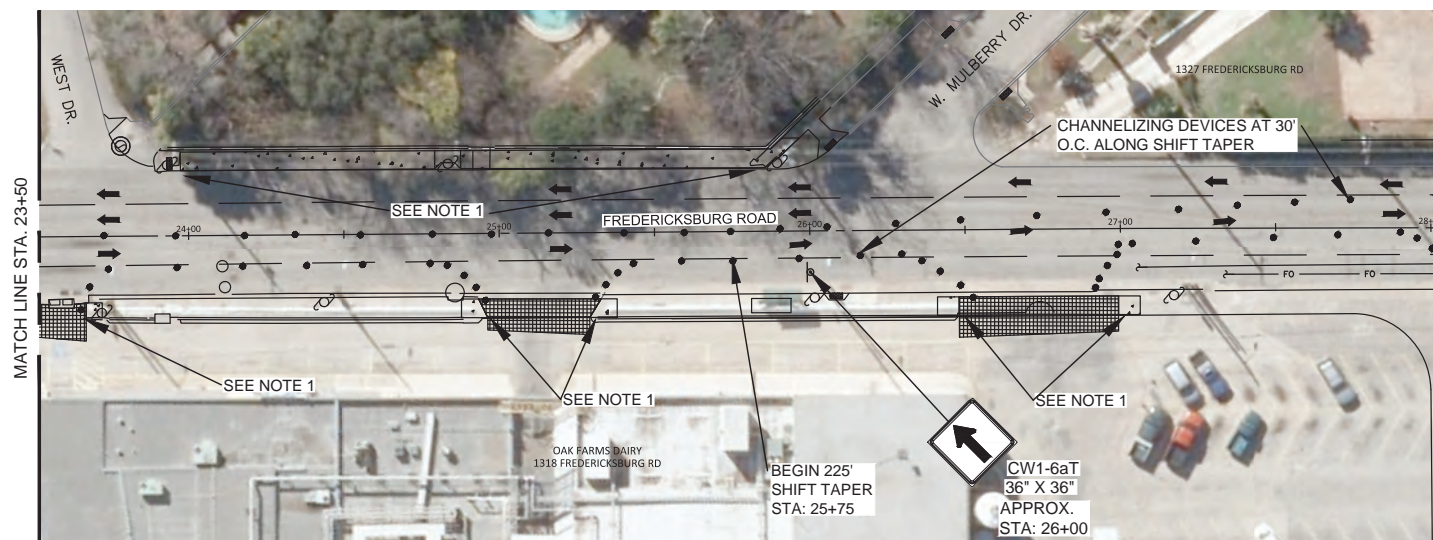 WEST DR.
W. MULBERRY DR.
1327 FREDERICKSBURG RD
CHANNELIZING DEVICES AT 30'
O.C. ALONG SHIFT TAPER
SEE NOTE 1
FREDERICKSBURG ROAD
24+00
25+00
26+00
27+00
28
MATCH LINE STA. 23+50
FO
FO
SEE NOTE 1
SEE NOTE 1
SEE NOTE 1
OAK FARMS DAIRY
1318 FREDERICKSBURG RD
BEGIN 225'
SHIFT TAPER
STA: 25+75
CW1-6aT
36" X 36"
APPROX.
STA: 26+00